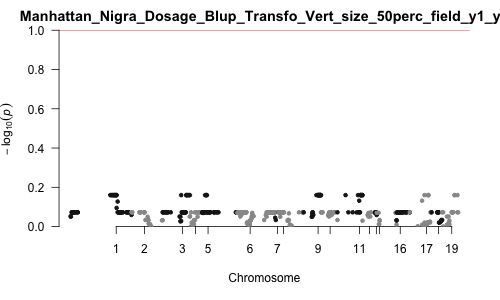 Manhattan_Nigra_Dosage_Blup_Transfo_Vert_size_50perc_field_y1_y
1.0
0.8
0.6
0.4
0.2
0.0
− log10(p)
1 2 3 5 6 7 9 11 16 17 19
Chromosome